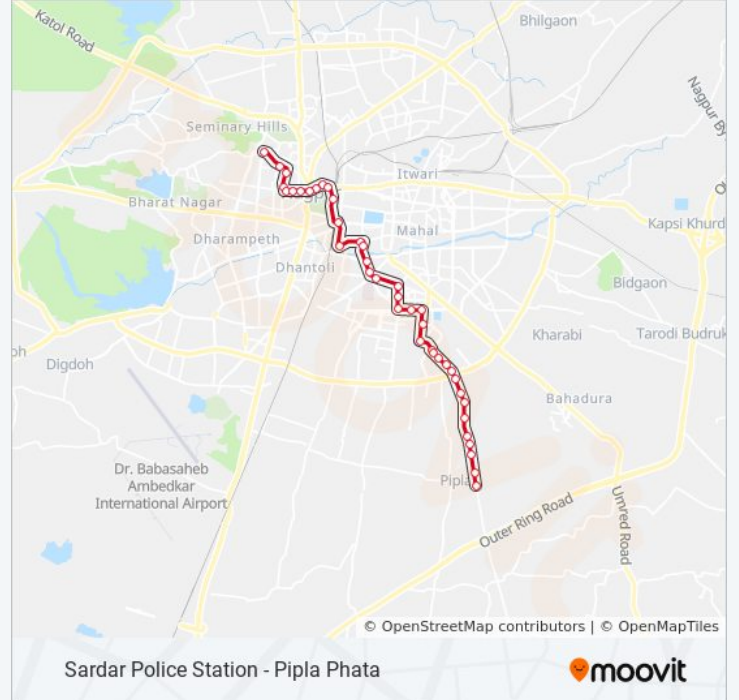 Katol Road
Bhilgaon
Nagpur By
Seminary Hills
Itwari
Bharat Nagar
Mahal
Kapsi Khurd
Dharampeth
Dhantoli
Bidgaon
Kharabi
Tarodi Budruk
oh
Digdoh
Bahadura
Dr. Babasaheb
Ambedkar
International Airport
Pipla
Outer Ring Road
Umred Road
© OpenStreetMap contributors | © OpenMapTiles
Sardar Police Station - Pipla Phata
moovit